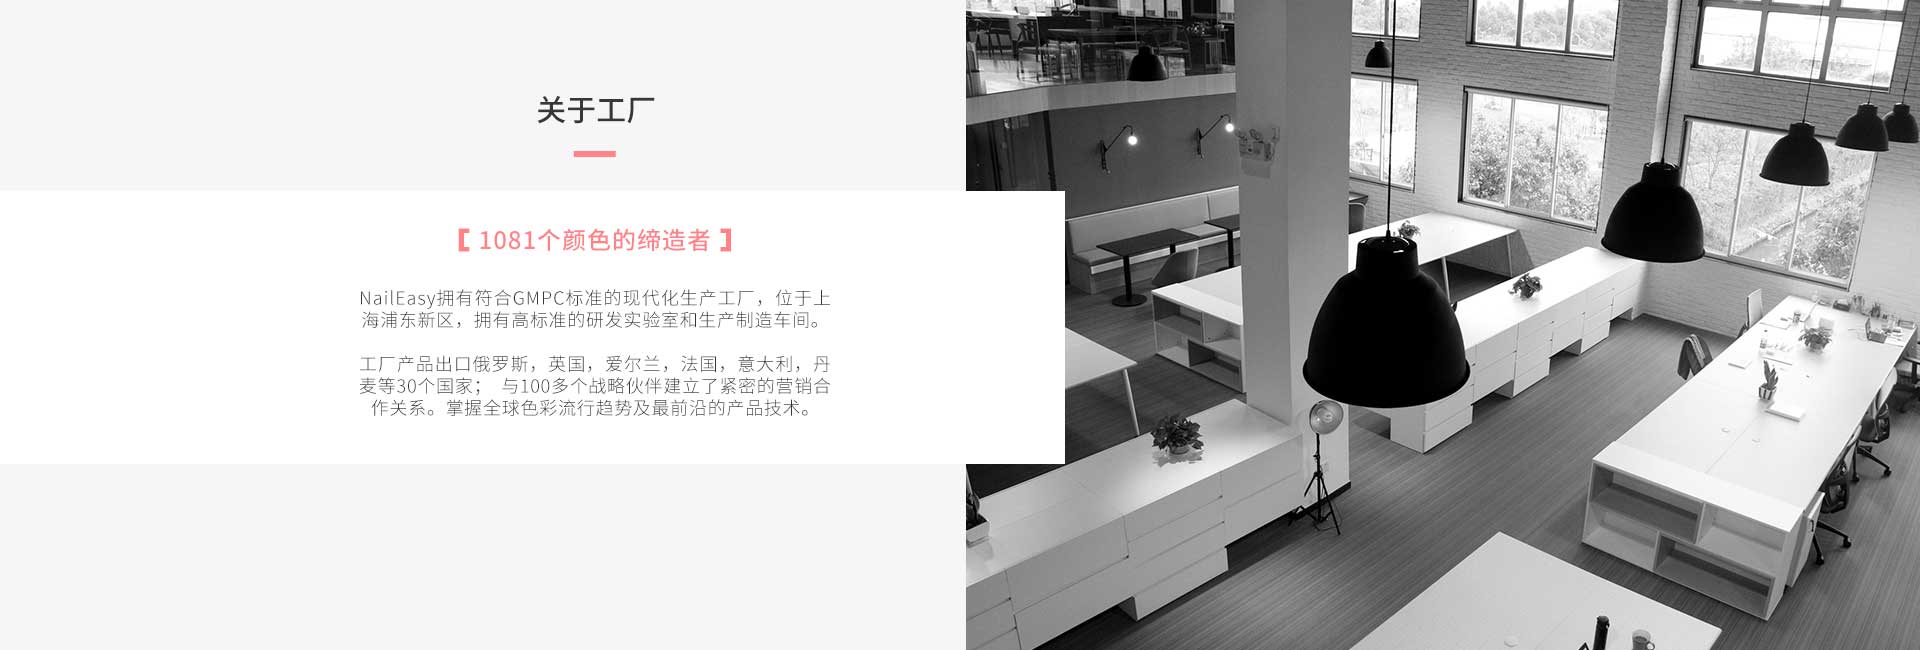 关于工厂
【 1081个颜色的缔造者 】
NailEasy拥有符合GMPC标准的现代化生产工厂，位于上
海浦东新区，拥有高标准的研发实验室和生产制造车间。
工厂产品出口俄罗斯，英国，爱尔兰，法国，意大利，丹
麦等30个国家； 与100多个战略伙伴建立了紧密的营销合
作关系。掌握全球色彩流行趋势及最前沿的产品技术。